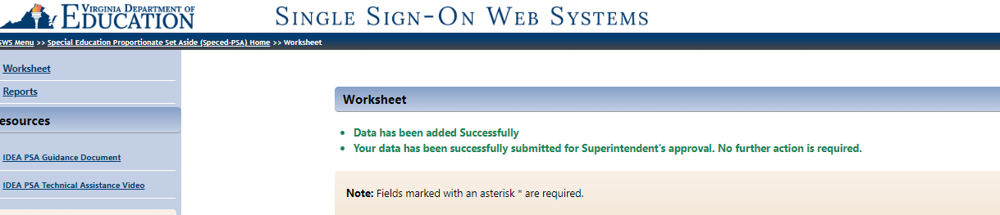 VIRGINIA DEPARTMENT OF
EDUCATION
SINGLE SIGN-ON WEB SYSTEMS
SWS Menu >> Special Education Proportionate Set Aside (Speced-PSA) Home >> Worksheet
Worksheet
Reports
esources
IDEA PSA Guidance Document
IDEA PSA Technical Assistance Video
Worksheet
• Data has been added Successfully
• Your data has been successfully submitted for Superintendent's approval. No further action is required.
Note: Fields marked with an asterisk * are required.